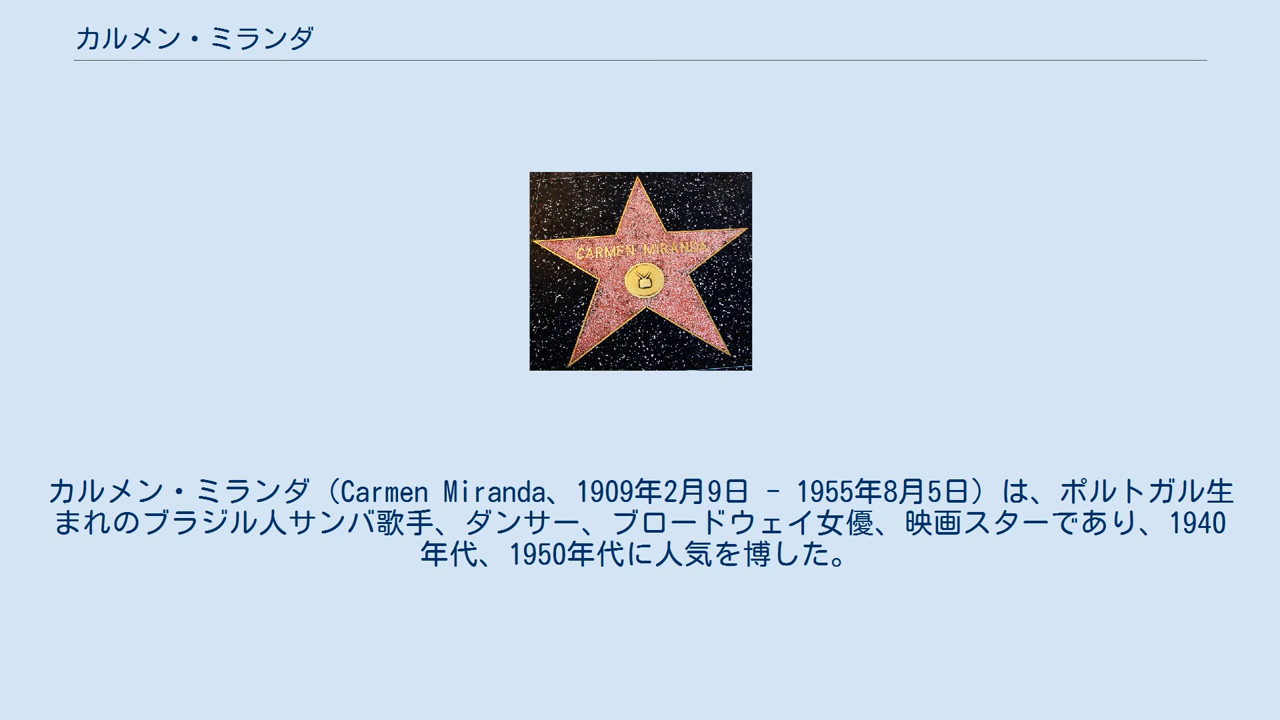 カルメン・ミランダ
CARMEN MIRANDA
カルメン・ミランダ（Carmen Miranda、1909年2月9日 - 1955年8月5日）は、ポルトガル生
まれのブラジル人サンバ歌手、ダンサー、ブロードウェイ女優、映画スターであり、1940
年代、1950年代に人気を博した。